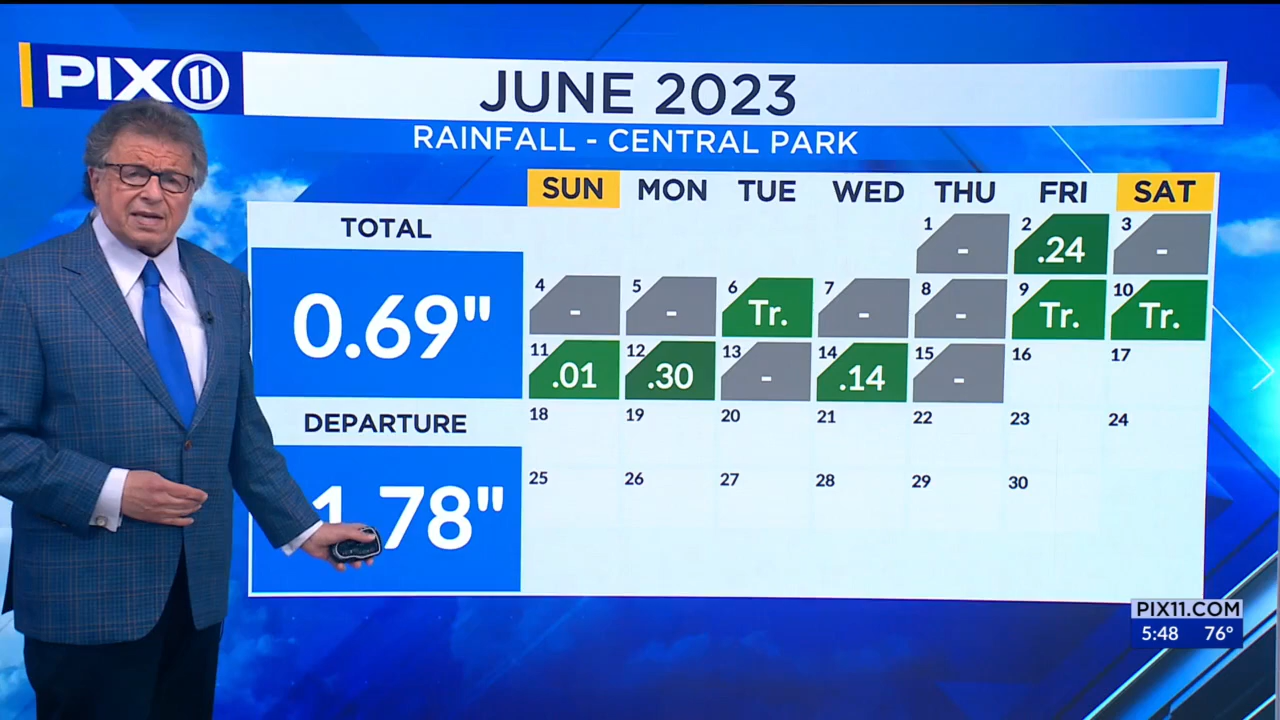 PIX 11
JUNE 2023
RAINFALL - CENTRAL PARK
SUN MON TUE WED THU FRI SAT
TOTAL
0.69"
DEPARTURE
1.78"
1 2 3
- .24 -
4 5 6 7 8 9 10
- - Tr. - - Tr. Tr.
11 12 13 14 15 16 17
.01 .30 - .14 -
18 19 20 21 22 23 24
25 26 27 28 29 30
PIX11.COM
5:48 76°